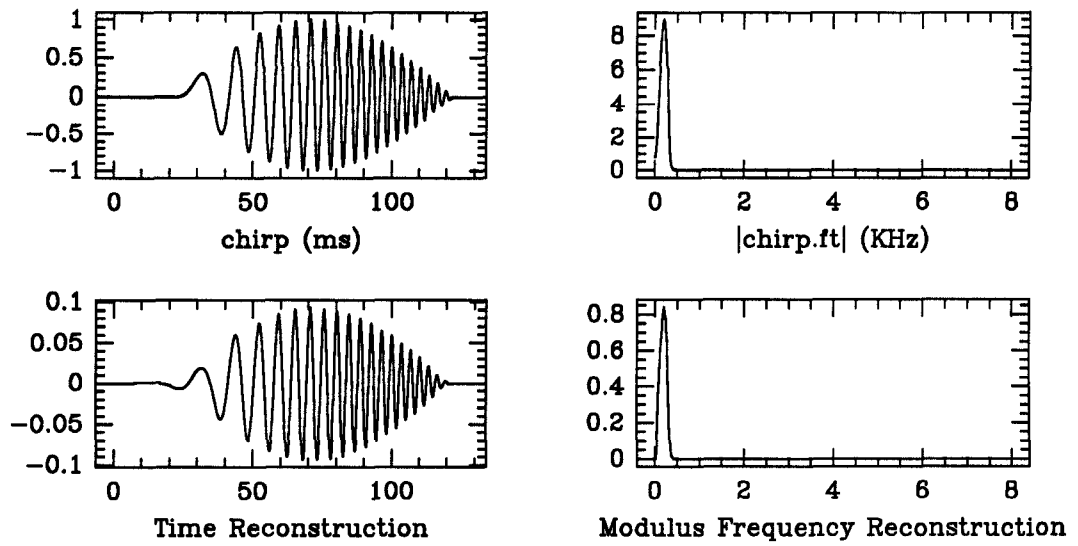 1
0.5
0
−0.5
−1
0 50 100
chirp (ms)
8
6
4
2
0
0 2 4 6 8
|chirp.ft| (KHz)
0.1
0.05
0
−0.05
−0.1
0 50 100
Time Reconstruction
0.8
0.6
0.4
0.2
0
0 2 4 6 8
Modulus Frequency Reconstruction